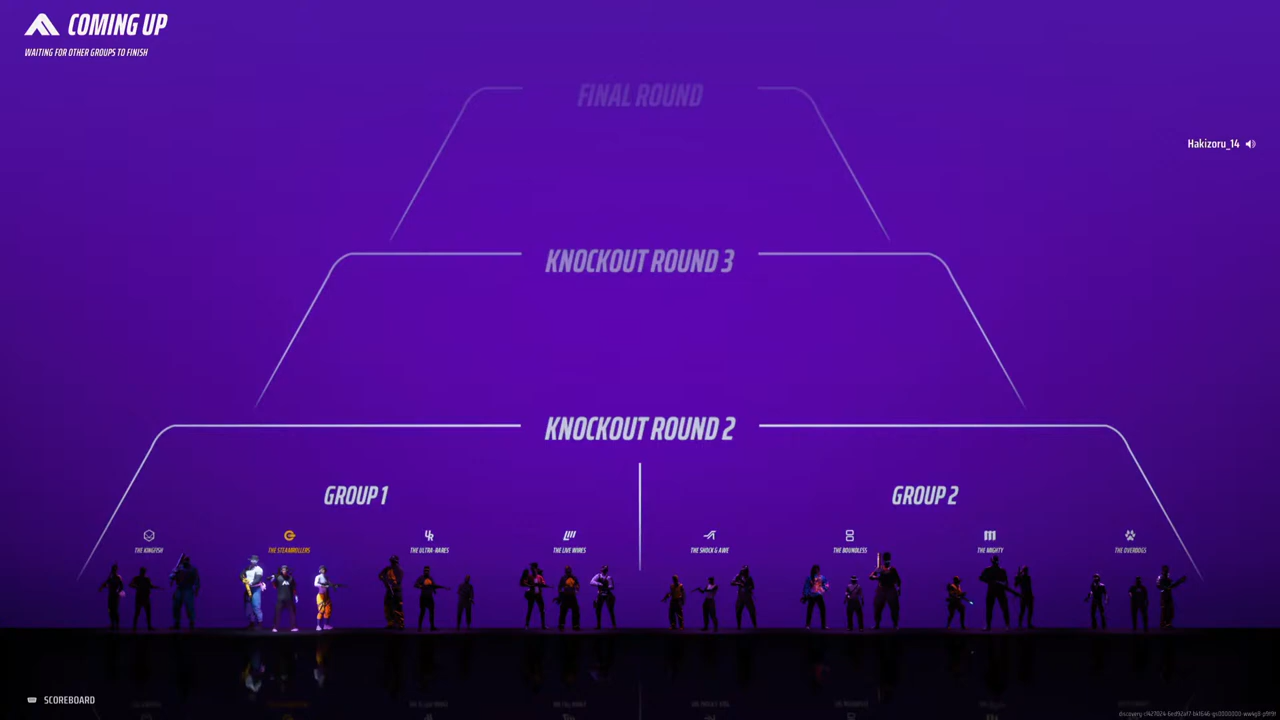 COMING UP
WAITING FOR OTHER GROUPS TO FINISH
FINAL ROUND
Hakizoru_14
KNOCKOUT ROUND 3
KNOCKOUT ROUND 2
GROUP 1
GROUP 2
THE KINGFISH
THE STEAMROLLERS
THE ULTRA-RARES
THE LIVE WIRES
THE SHOCK & AWE
THE BOUNDLESS
THE MIGHTY
THE OVERDOGS
SCOREBOARD